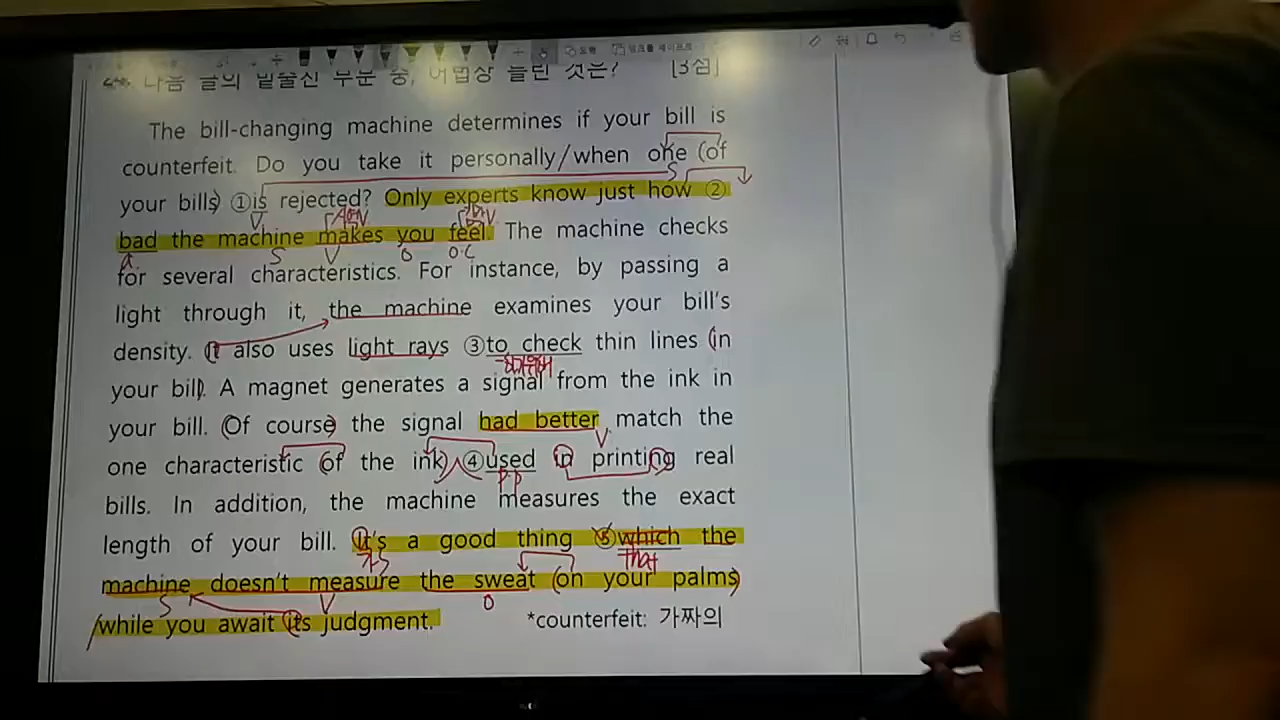 다음 글의 밑줄친 부분 중, 어법상 틀린 것은? [3점]
The bill-changing machine determines if your bill is
counterfeit. Do you take it personally/when one (of
your bills) ①is rejected? Only experts know just how ②
bad the machine makes you feel. The machine checks
for several characteristics. For instance, by passing a
light through it, the machine examines your bill's
density. It also uses light rays ③to check thin lines (in
your bill). A magnet generates a signal from the ink in
your bill. (Of course) the signal had better match the
one characteristic (of the ink) ④used in printing real
bills. In addition, the machine measures the exact
length of your bill. It's a good thing ⑤which the
that
machine doesn't measure the sweat (on your palms)
S V O
/while you await its judgment. *counterfeit: 가짜의